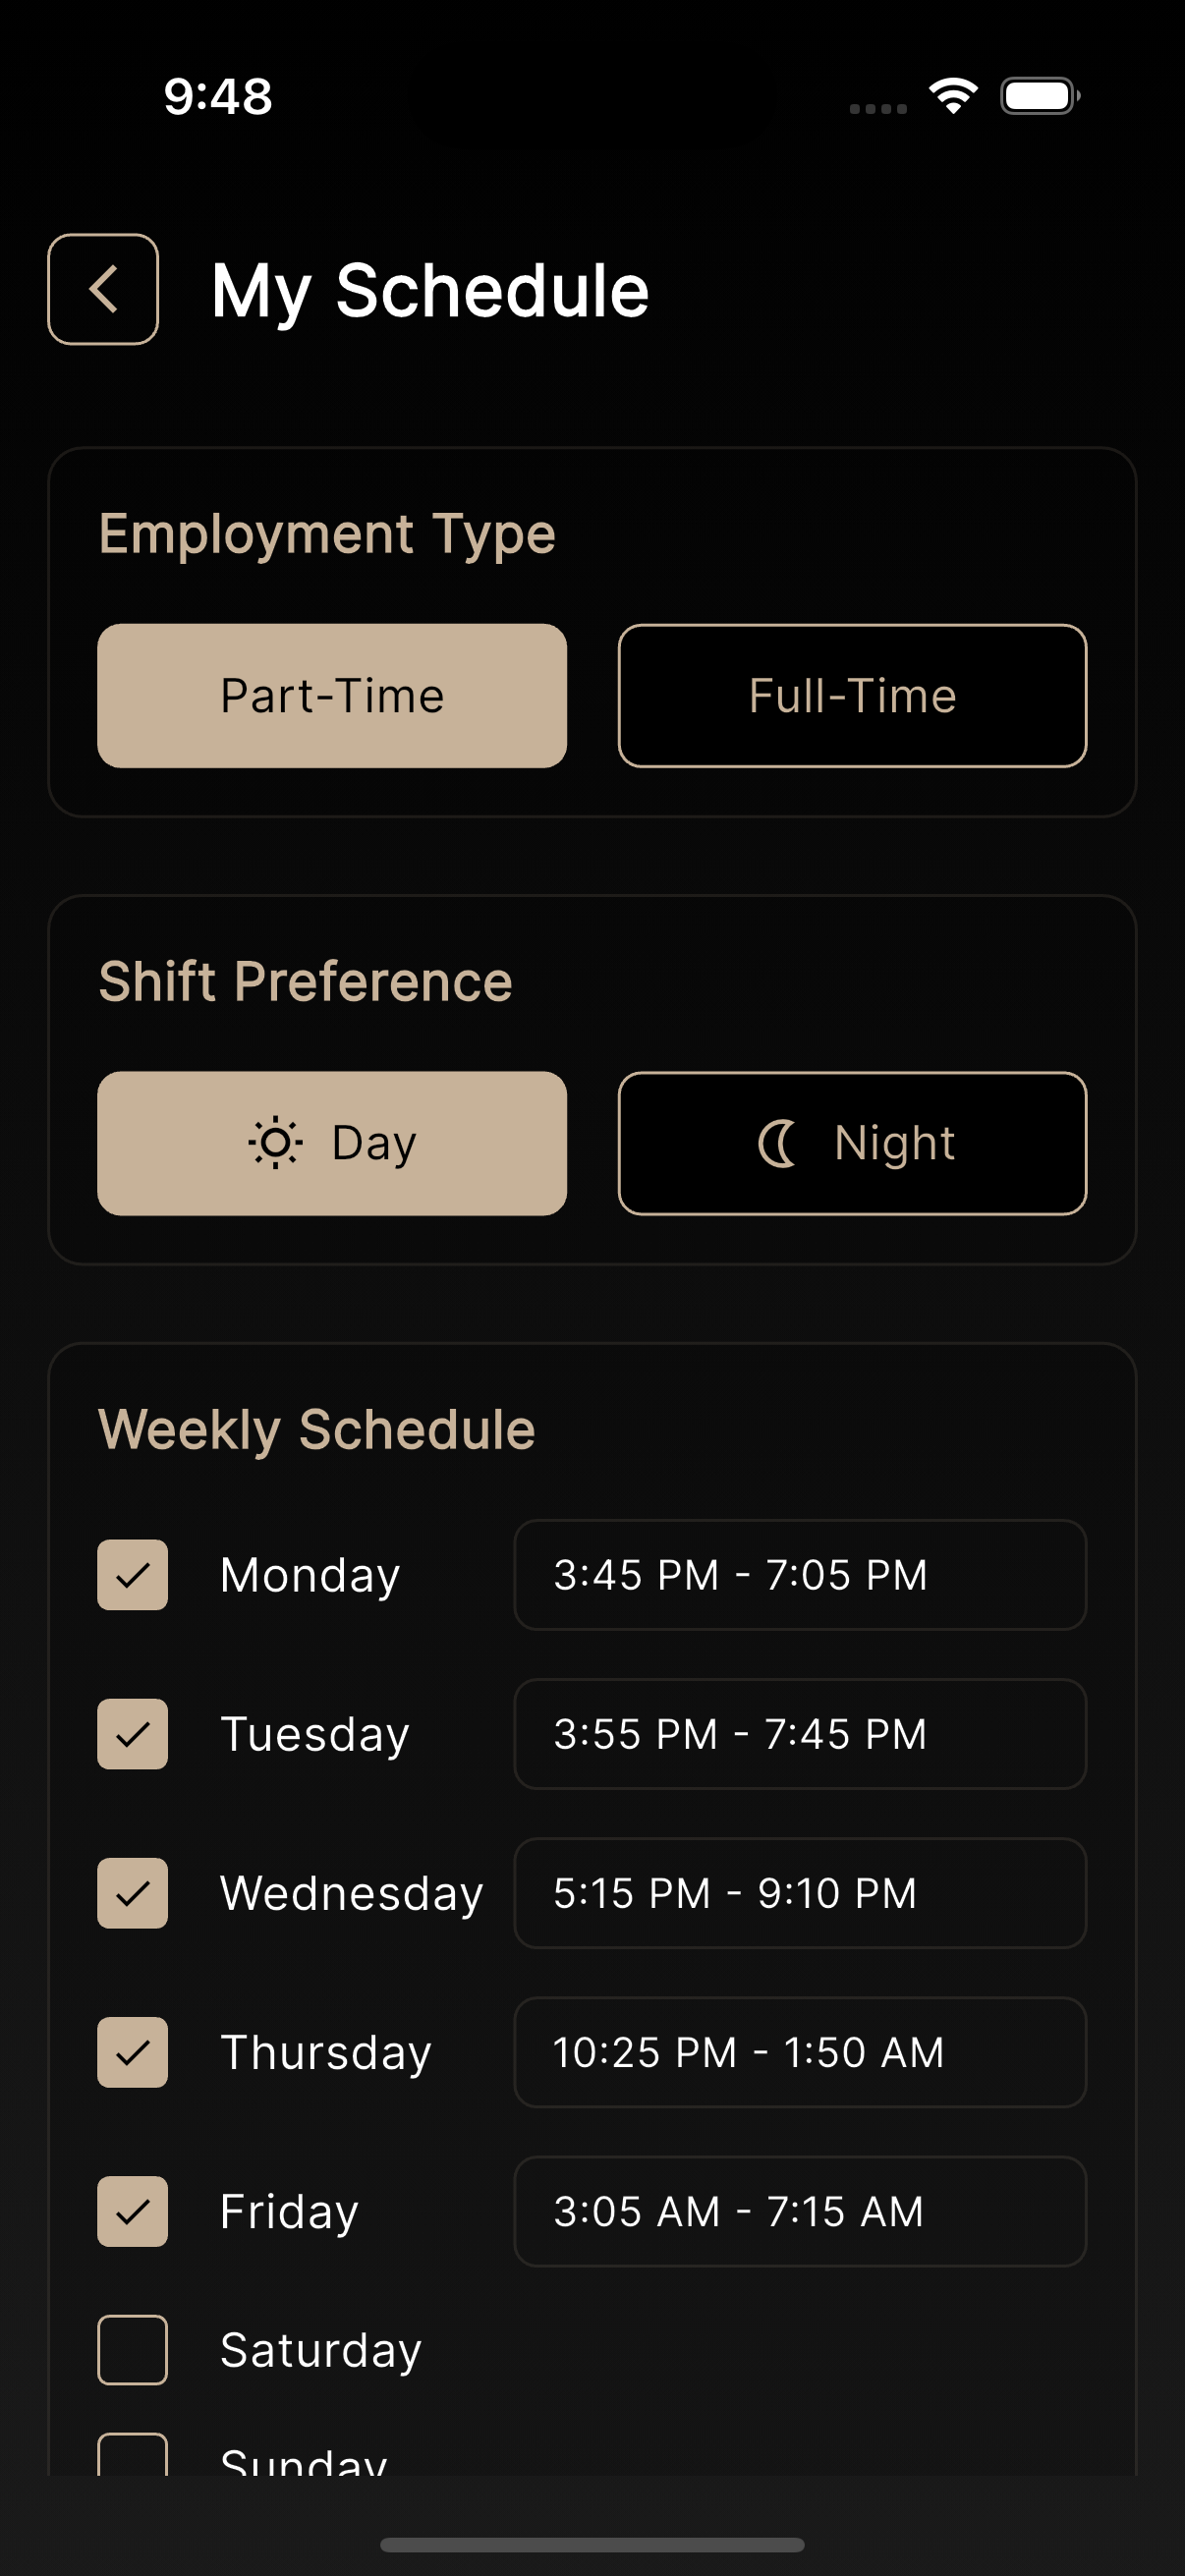 9:48
My Schedule
Employment Type
Part-Time Full-Time
Shift Preference
Day Night
Weekly Schedule
Monday 3:45 PM - 7:05 PM
Tuesday 3:55 PM - 7:45 PM
Wednesday 5:15 PM - 9:10 PM
Thursday 10:25 PM - 1:50 AM
Friday 3:05 AM - 7:15 AM
Saturday
Sunday